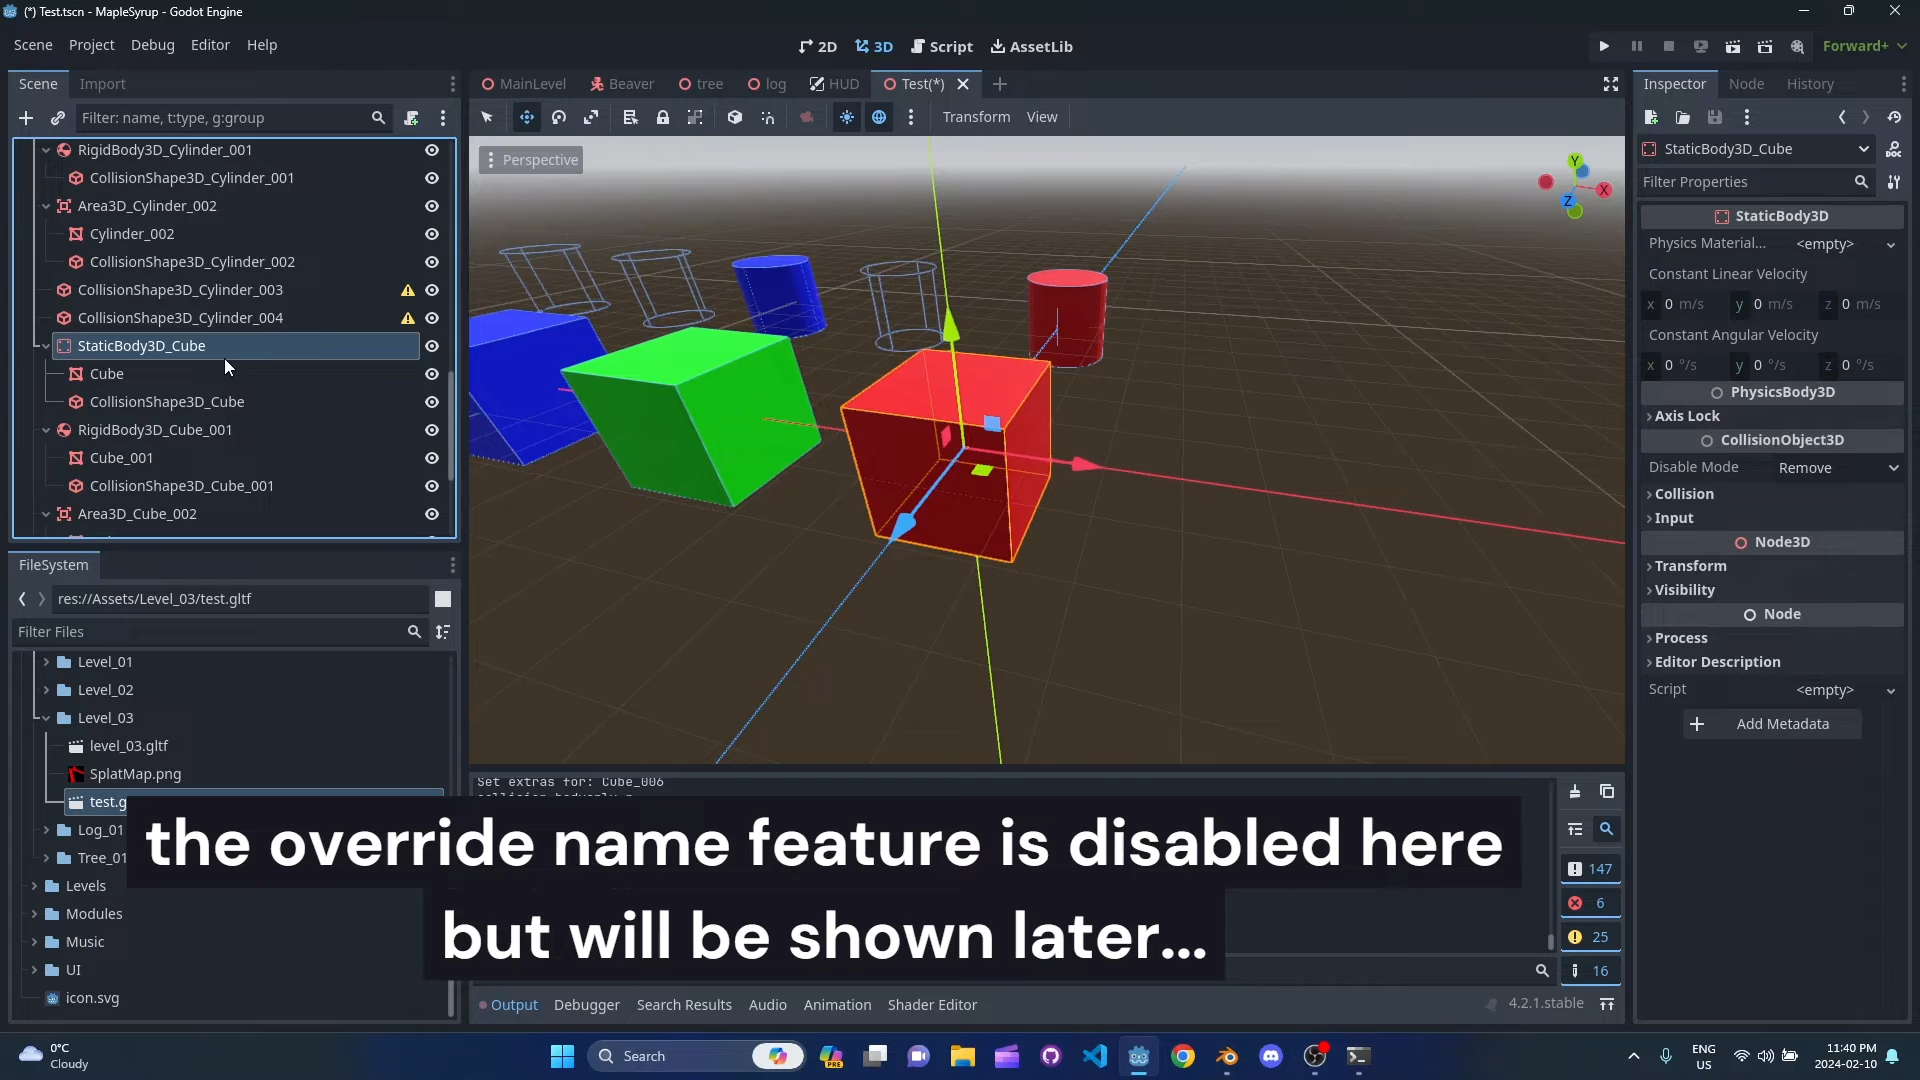 (*) Test.tscn - MapleSyrup - Godot Engine
Scene Project Debug Editor Help
2D 3D Script AssetLib
Forward+
Scene Import
MainLevel Beaver tree log HUD Test(*)
Inspector Node History
Filter: name, t:type, g:group
Transform View
RigidBody3D_Cylinder_001
CollisionShape3D_Cylinder_001
Area3D_Cylinder_002
Cylinder_002
CollisionShape3D_Cylinder_002
CollisionShape3D_Cylinder_003
CollisionShape3D_Cylinder_004
StaticBody3D_Cube
Cube
CollisionShape3D_Cube
RigidBody3D_Cube_001
Cube_001
CollisionShape3D_Cube_001
Area3D_Cube_002
Perspective
Y
X
Z
StaticBody3D_Cube
Filter Properties
StaticBody3D
Physics Material... <empty>
Constant Linear Velocity
x 0 m/s y 0 m/s z 0 m/s
Constant Angular Velocity
x 0 °/s y 0 °/s z 0 °/s
PhysicsBody3D
Axis Lock
CollisionObject3D
Disable Mode Remove
Collision
Input
Node3D
Transform
Visibility
Node
Process
Editor Description
Script <empty>
Add Metadata
FileSystem
res://Assets/Level_03/test.gltf
Filter Files
Level_01
Level_02
Level_03
level_03.gltf
SplatMap.png
test.g
Log_01
Tree_01
Levels
Modules
Music
UI
icon.svg
Set extras for: Cube_006
the override name feature is disabled here
but will be shown later...
147
6
25
16
Output Debugger Search Results Audio Animation Shader Editor
4.2.1.stable
0°C
Cloudy
Search
PRE
ENG
US
11:40 PM
2024-02-10